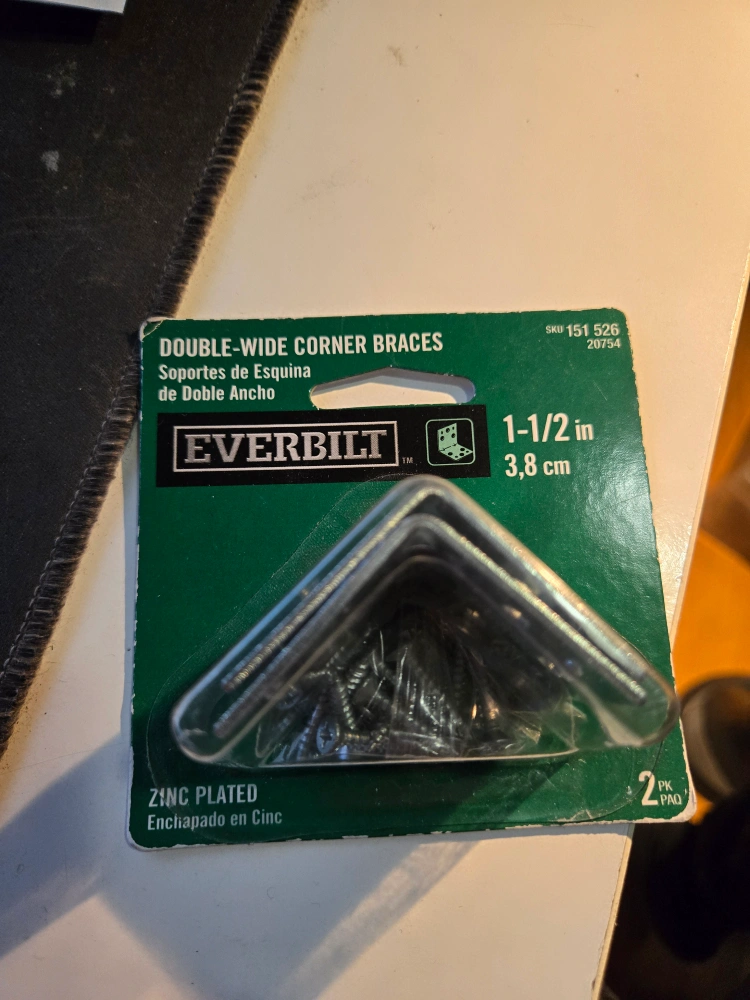 DOUBLE-WIDE CORNER BRACES
Soportes de Esquina
de Doble Ancho
SKU 151 526
20754
EVERBILT™
1-1/2 in
3,8 cm
ZINC PLATED
Enchapado en Cinc
2 PK
PAQ